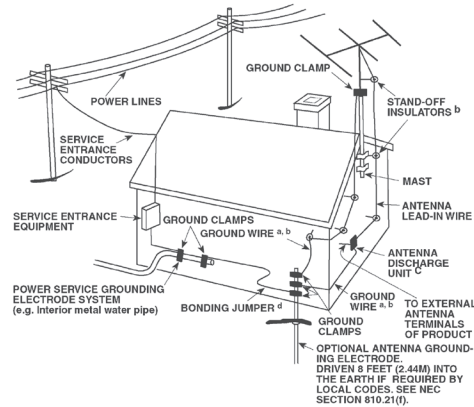 GROUND CLAMP
POWER LINES
STAND-OFF
INSULATORS b
SERVICE
ENTRANCE
CONDUCTORS
MAST
ANTENNA
LEAD-IN WIRE
SERVICE ENTRANCE
EQUIPMENT
GROUND CLAMPS
GROUND WIRE a, b
ANTENNA
DISCHARGE
UNIT C
POWER SERVICE GROUNDING
ELECTRODE SYSTEM
(e.g. Interior metal water pipe)
BONDING JUMPER d
GROUND
WIRE a, b
GROUND
CLAMPS
TO EXTERNAL
ANTENNA
TERMINALS
OF PRODUCT
OPTIONAL ANTENNA GROUND-
ING ELECTRODE.
DRIVEN 8 FEET (2.44M) INTO
THE EARTH IF REQUIRED BY
LOCAL CODES. SEE NEC
SECTION 810.21(f).